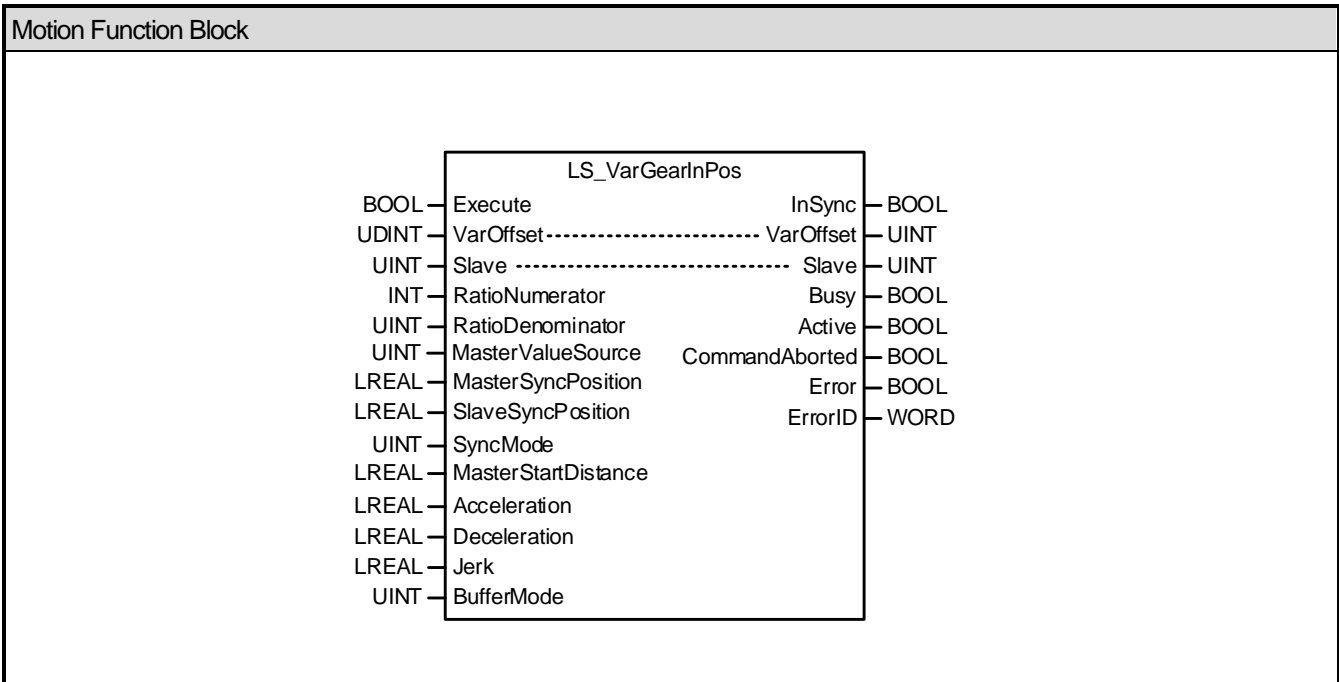 Motion Function Block
LS_VarGearInPos
BOOL Execute InSync BOOL
UDINT VarOffset VarOffset UINT
UINT Slave Slave UINT
INT RatioNumerator Busy BOOL
UINT RatioDenominator Active BOOL
UINT MasterValueSource CommandAborted BOOL
LREAL MasterSyncPosition Error BOOL
LREAL SlaveSyncPosition ErrorID WORD
UINT SyncMode
LREAL MasterStartDistance
LREAL Acceleration
LREAL Deceleration
LREAL Jerk
UINT BufferMode